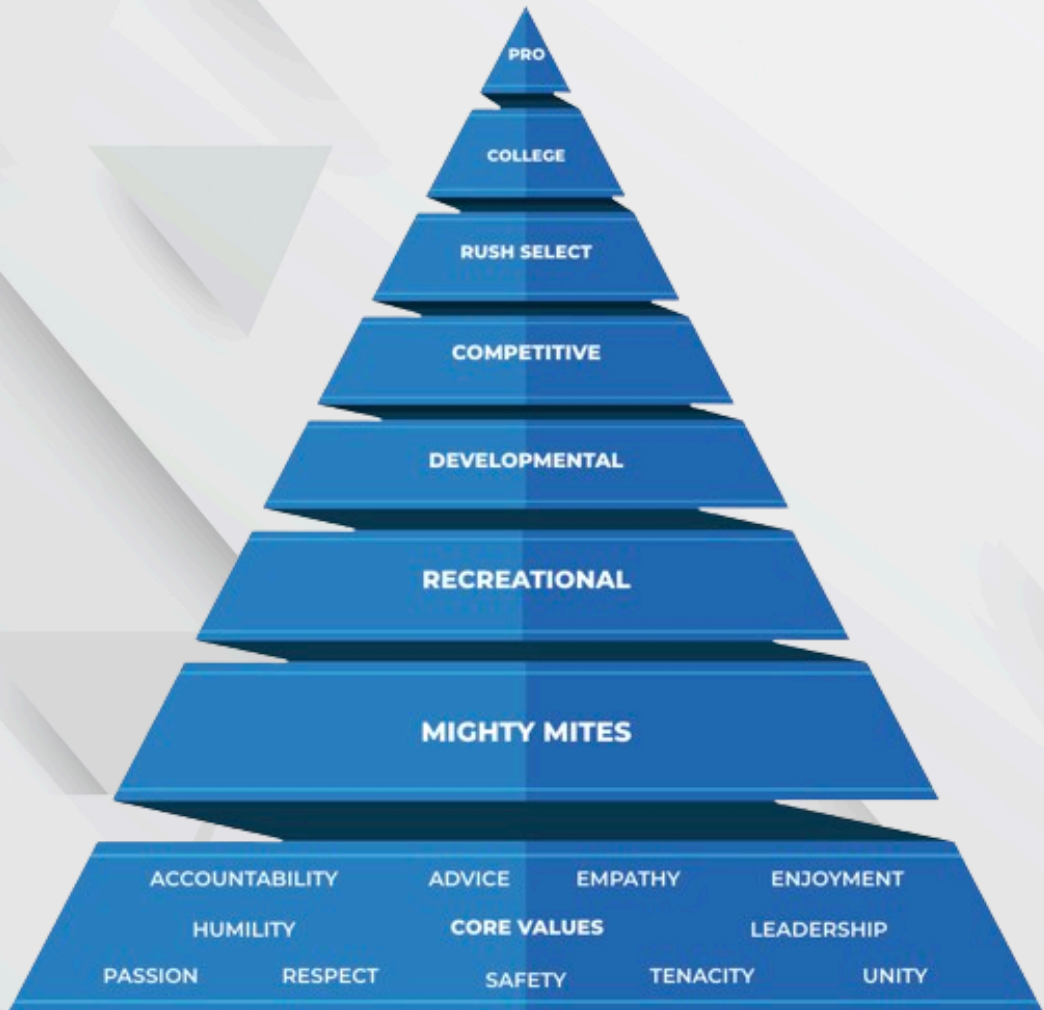 PRO
COLLEGE
RUSH SELECT
COMPETITIVE
DEVELOPMENTAL
RECREATIONAL
MIGHTY MITES
ACCOUNTABILITY ADVICE EMPATHY ENJOYMENT
HUMILITY CORE VALUES LEADERSHIP
PASSION RESPECT SAFETY TENACITY UNITY